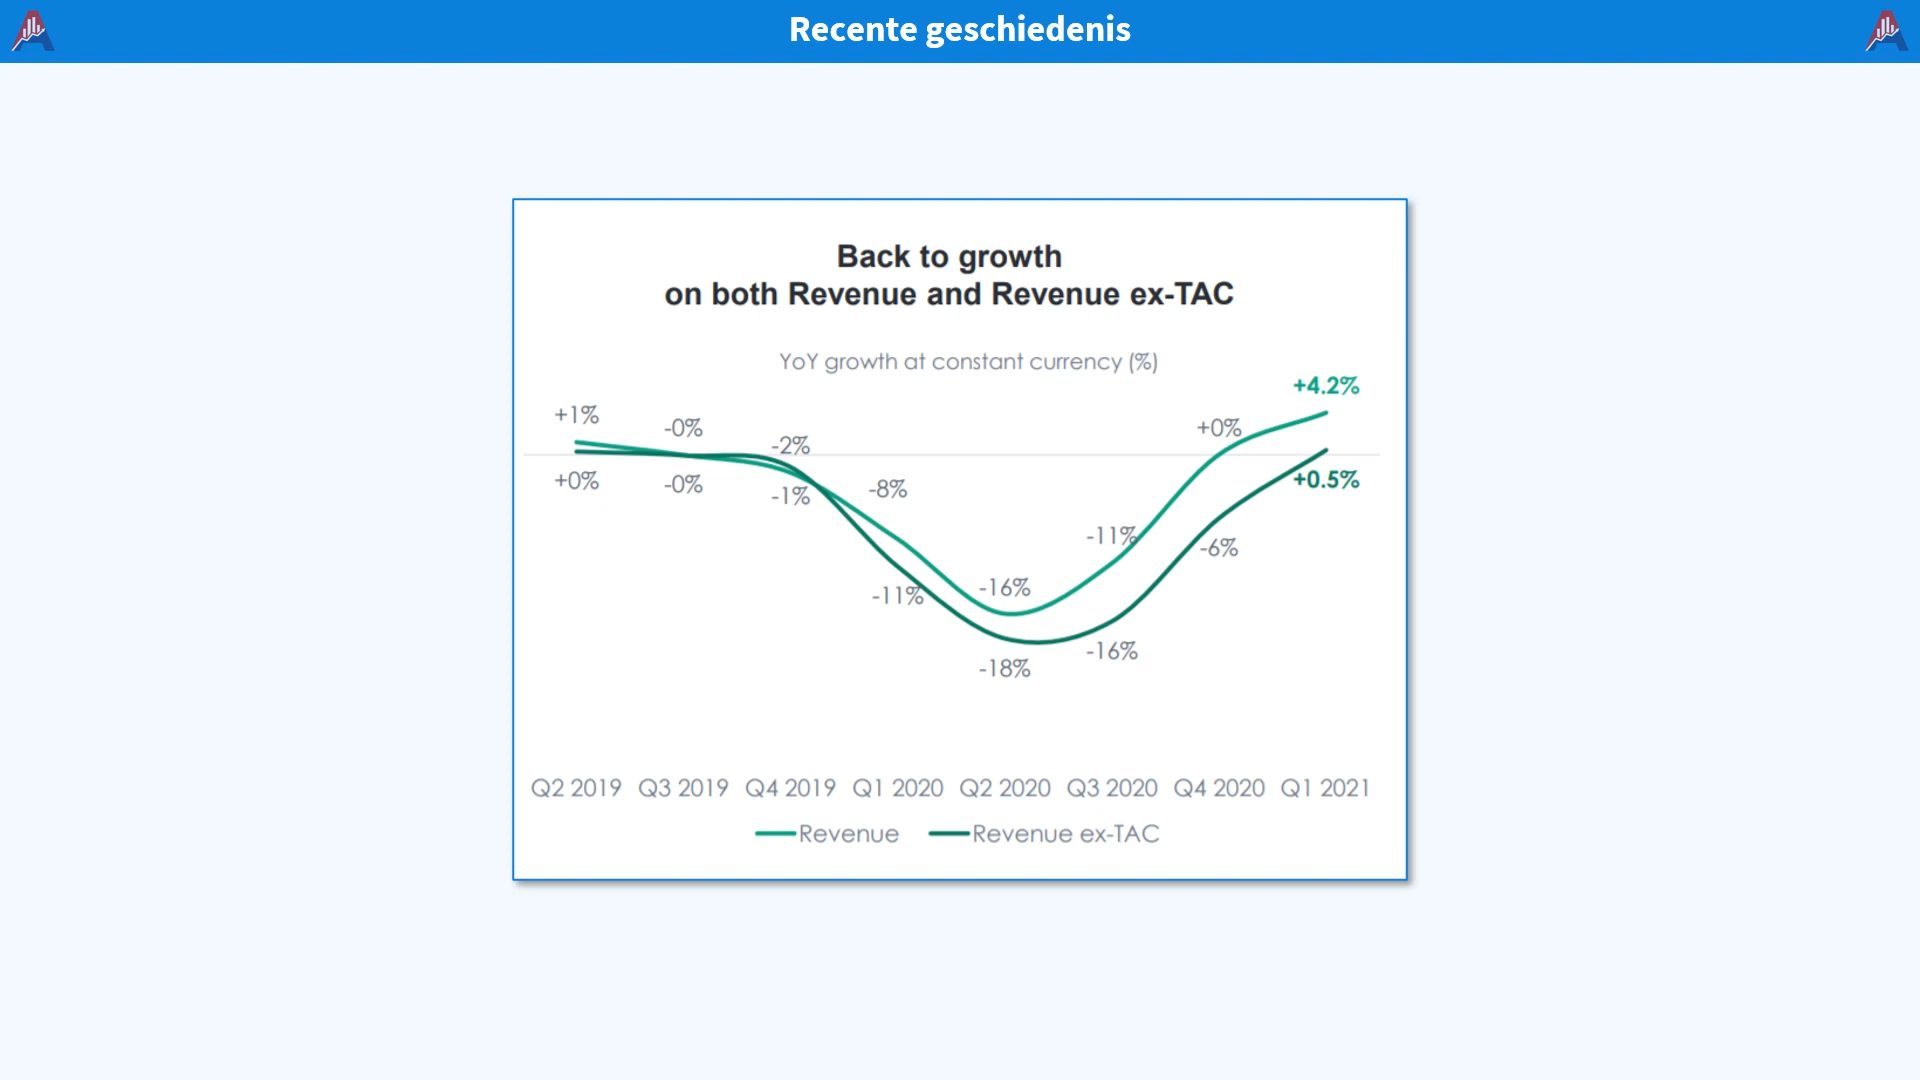 Recente geschiedenis
Back to growth
on both Revenue and Revenue ex-TAC
YoY growth at constant currency (%)
+4.2%
+1%
-0%
-2%
+0%
+0%
-0%
-1%
-8%
+0.5%
-11%
-6%
-11%
-16%
-16%
-18%
Q2 2019 Q3 2019 Q4 2019 Q1 2020 Q2 2020 Q3 2020 Q4 2020 Q1 2021
Revenue Revenue ex-TAC